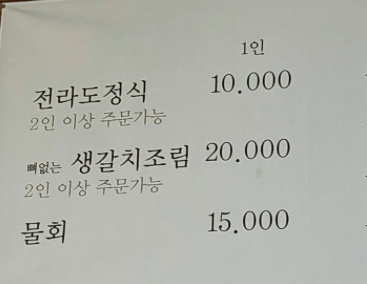 1인
전라도정식 10.000
2인 이상 주문가능
뼈없는 생갈치조림 20.000
2인 이상 주문가능
물회 15.000